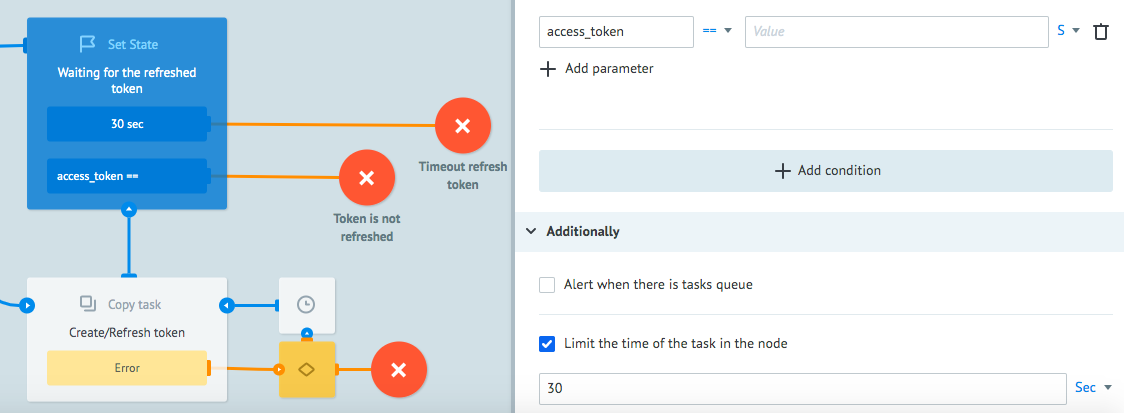 Set State
Waiting for the refreshed
token
30 sec
access_token ==
Timeout refresh
token
Token is not
refreshed
Copy task
Create/Refresh token
Error
access_token
==
Value
S
Add parameter
Add condition
Additionally
Alert when there is tasks queue
Limit the time of the task in the node
30
Sec